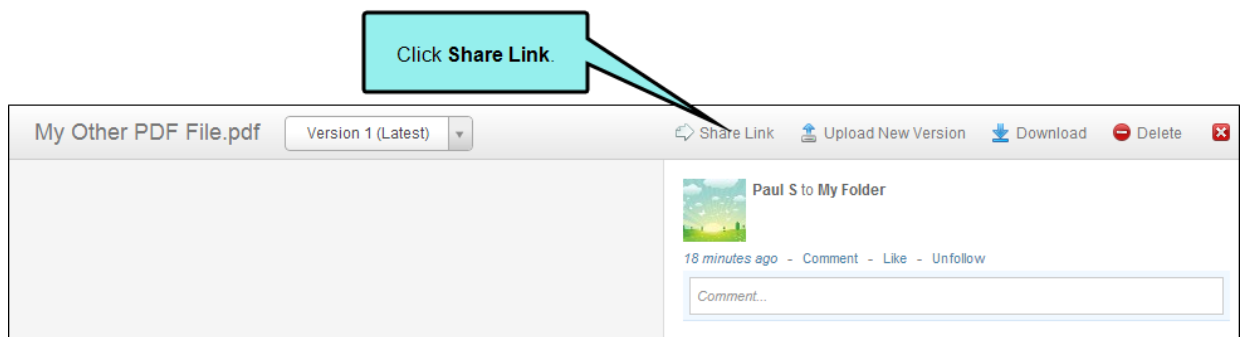 Click Share Link.
My Other PDF File.pdf Version 1 (Latest) Share Link Upload New Version Download Delete
Paul S to My Folder
18 minutes ago - Comment - Like - Unfollow
Comment...